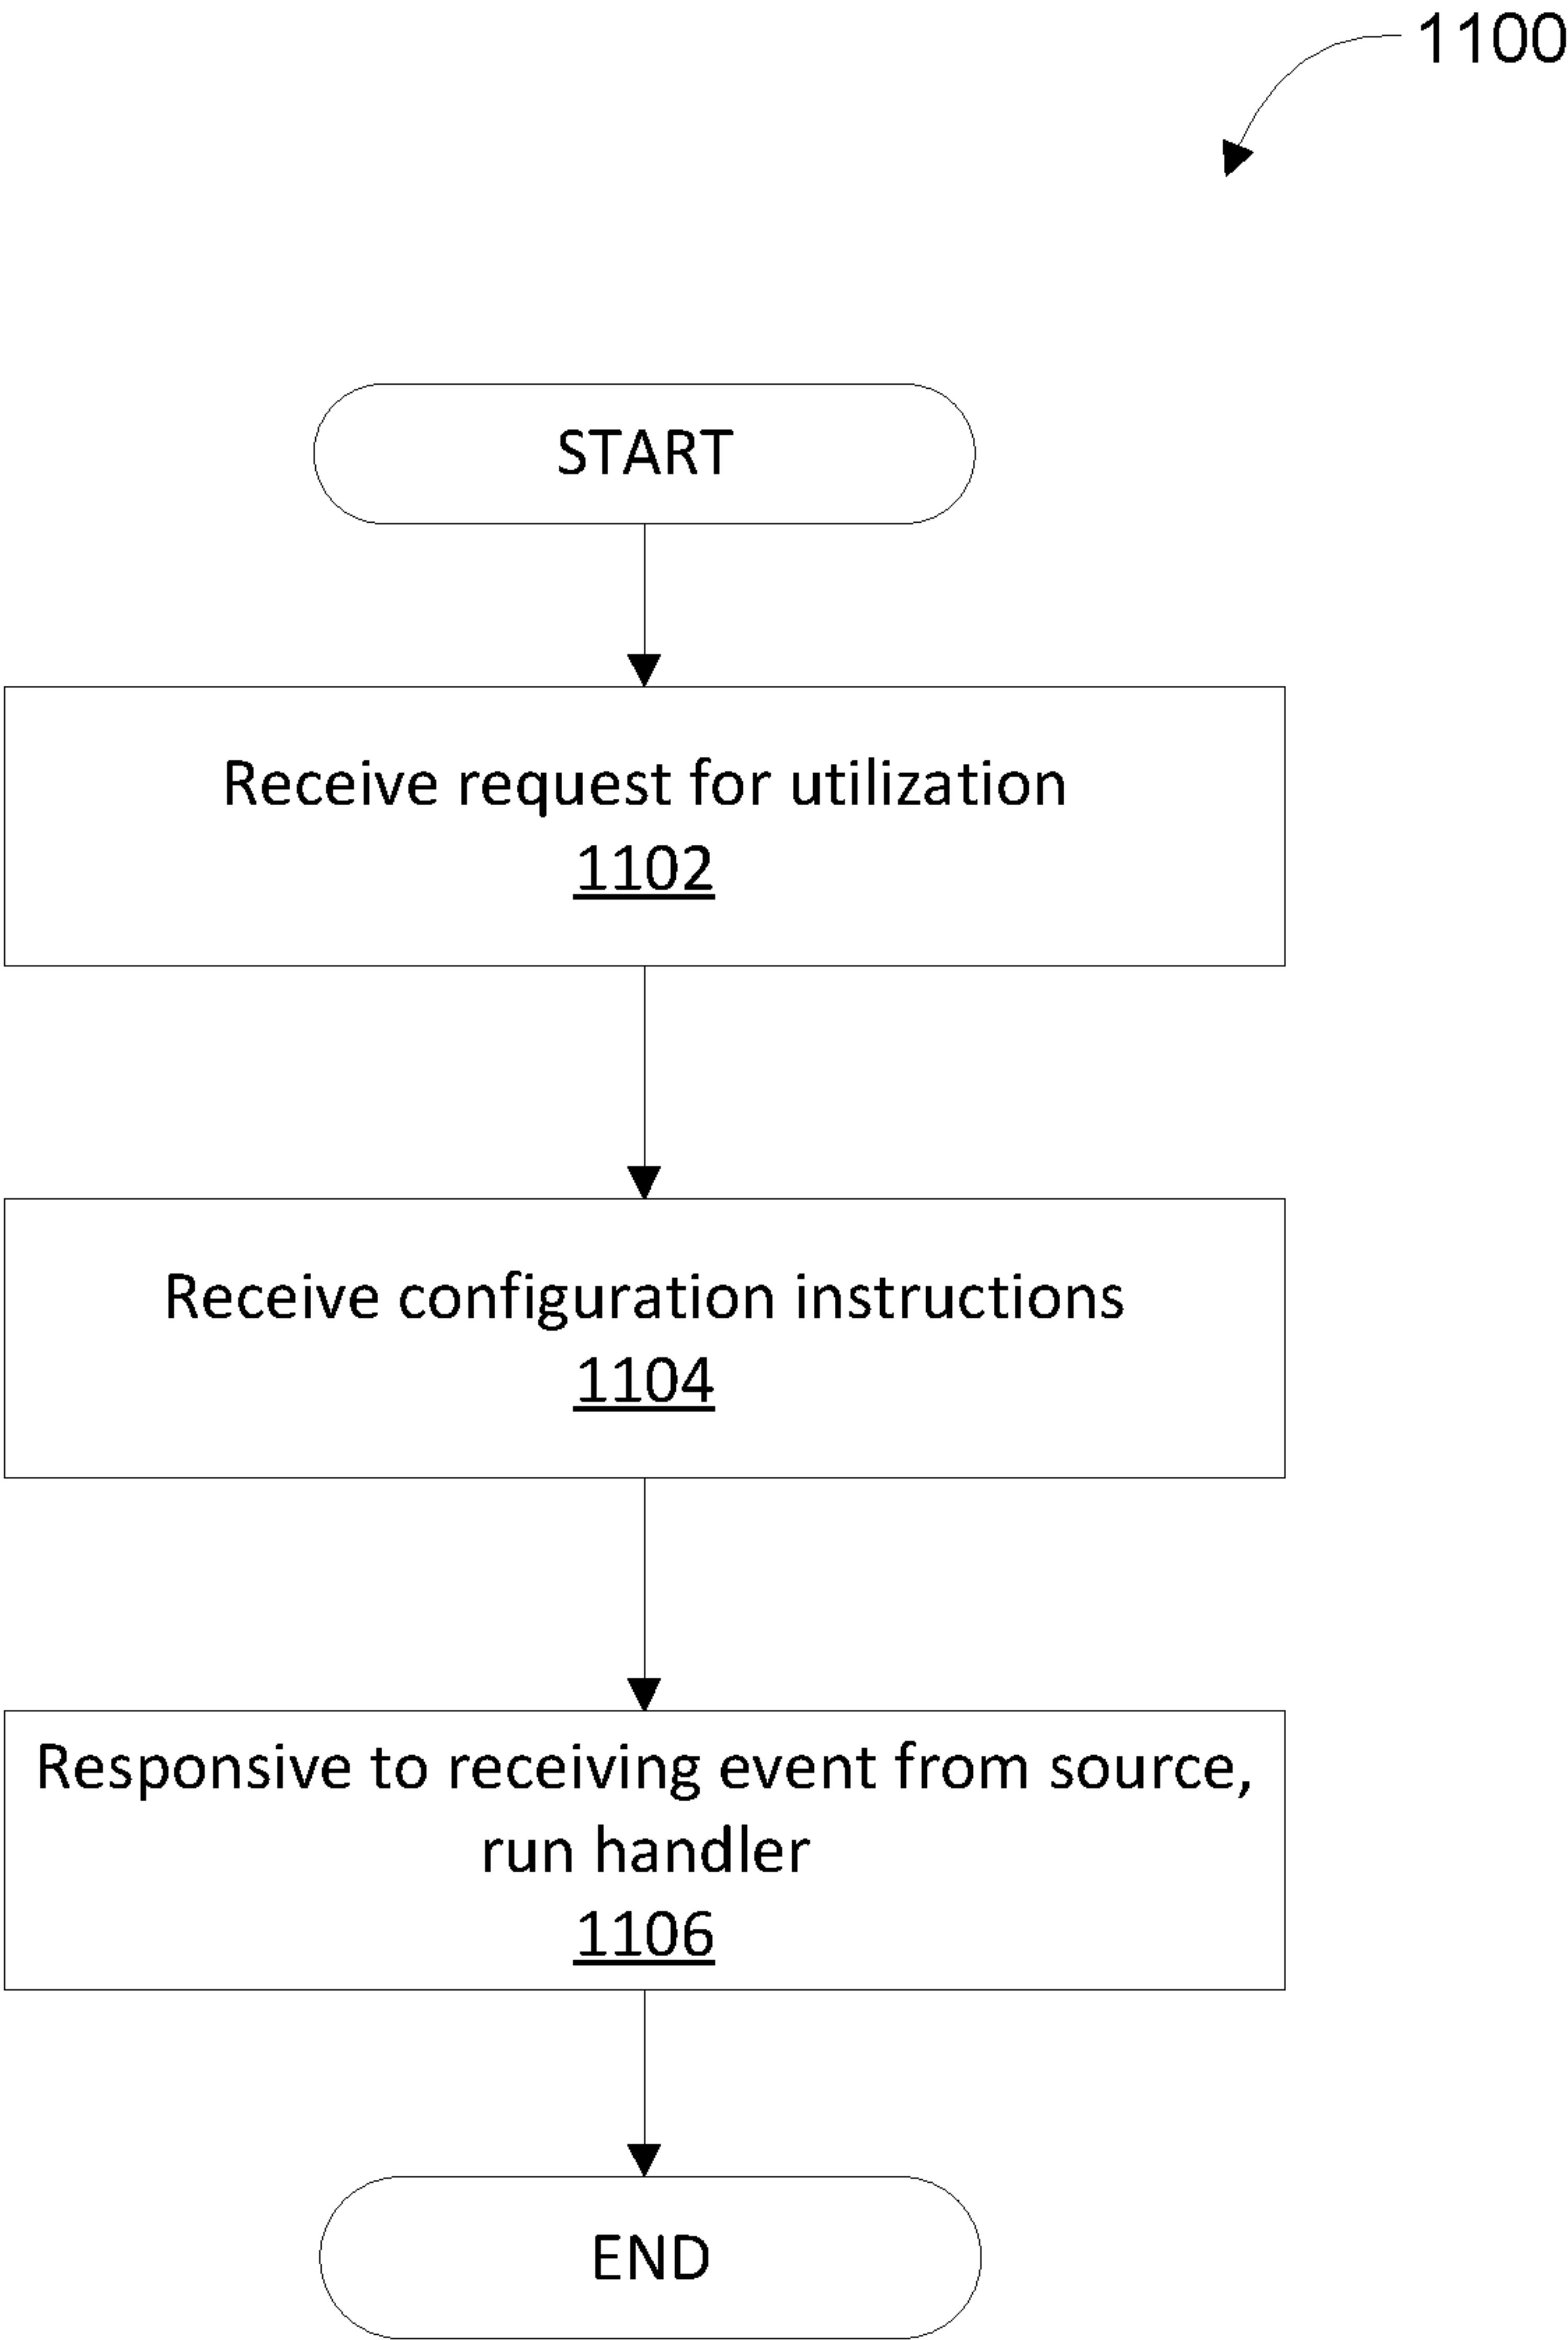 1100
START
Receive request for utilization
1102
Receive configuration instructions
1104
Responsive to receiving event from source,
run handler
1106
END